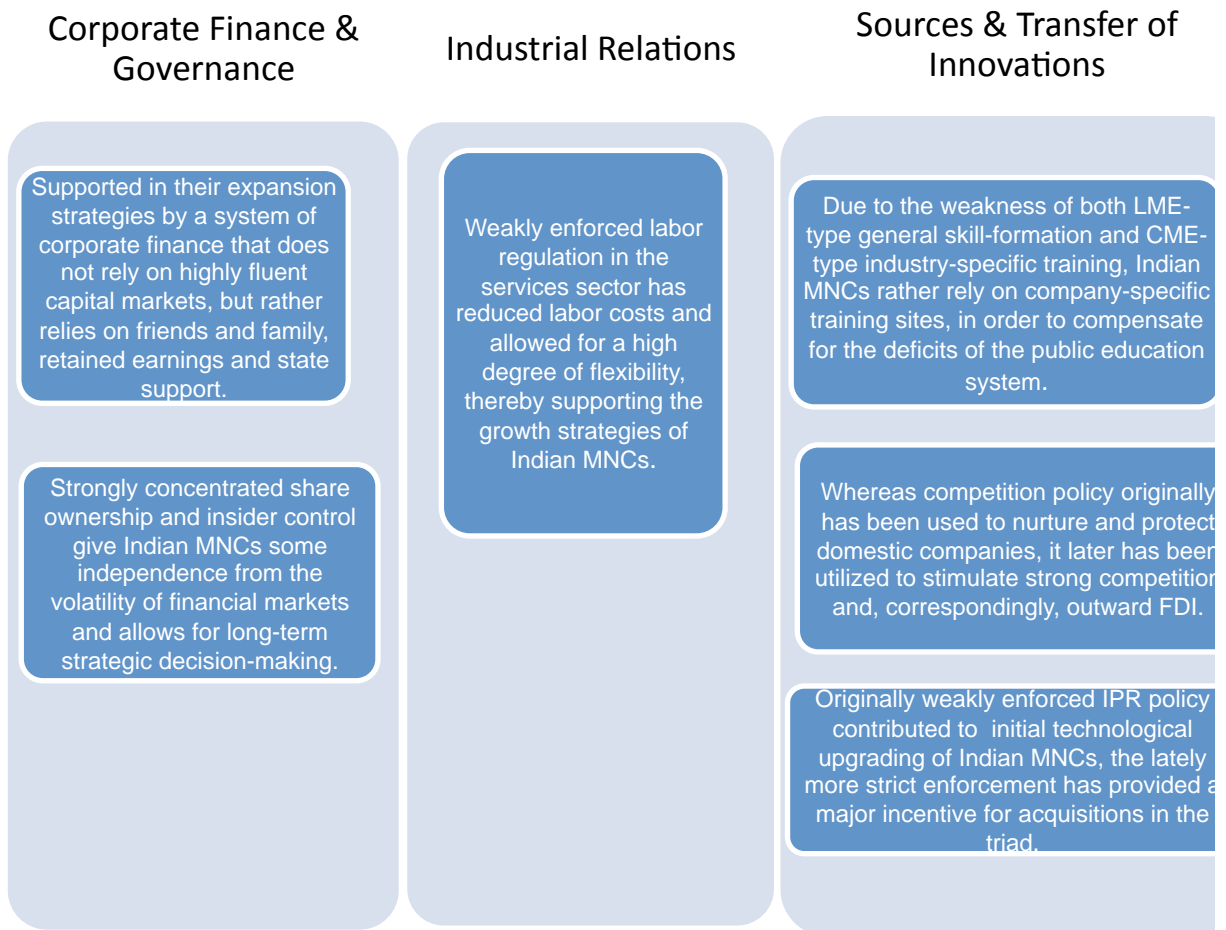 Corporate Finance &
Governance
Industrial Relations
Sources & Transfer of
Innovations
Supported in their expansion
strategies by a system of
corporate finance that does
not rely on highly fluent
capital markets, but rather
relies on friends and family,
retained earnings and state
support.
Strongly concentrated share
ownership and insider control
give Indian MNCs some
independence from the
volatility of financial markets
and allows for long-term
strategic decision-making.
Weakly enforced labor
regulation in the
services sector has
reduced labor costs and
allowed for a high
degree of flexibility,
thereby supporting the
growth strategies of
Indian MNCs.
Due to the weakness of both LME-
type general skill-formation and CME-
type industry-specific training, Indian
MNCs rather rely on company-specific
training sites, in order to compensate
for the deficits of the public education
system.
Whereas competition policy originally
has been used to nurture and protect
domestic companies, it later has been
utilized to stimulate strong competition
and, correspondingly, outward FDI.
Originally weakly enforced IPR policy
contributed to initial technological
upgrading of Indian MNCs, the lately
more strict enforcement has provided a
major incentive for acquisitions in the
triad.